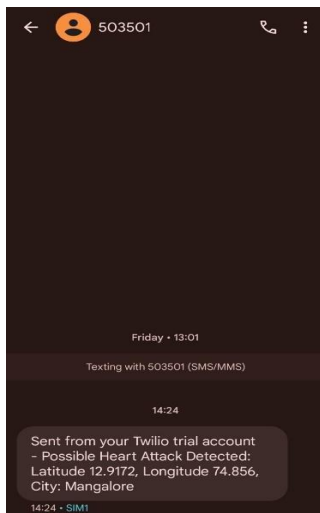 503501
Friday • 13:01
Texting with 503501 (SMS/MMS)
14:24
Sent from your Twilio trial account
- Possible Heart Attack Detected:
Latitude 12.9172, Longitude 74.856,
City: Mangalore
14:24 • SIM1